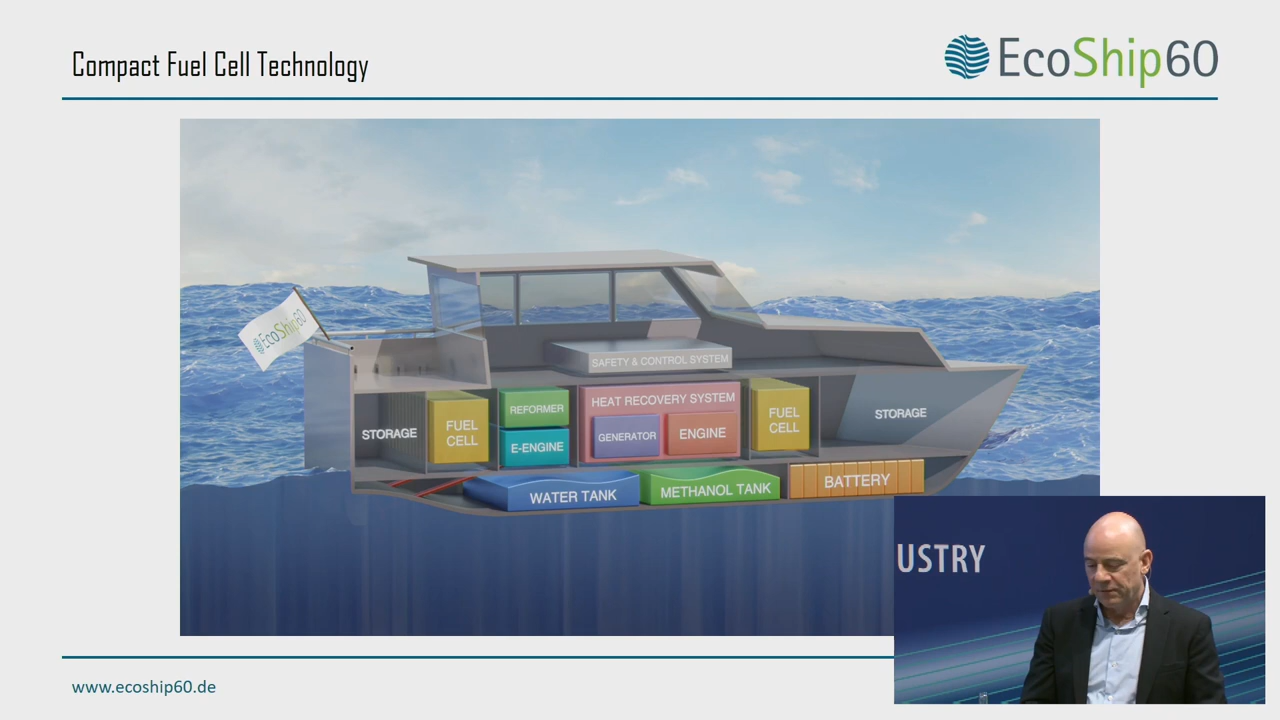 Compact Fuel Cell Technology
EcoShip60
EcoShip60
SAFETY & CONTROL SYSTEM
STORAGE
FUEL
CELL
REFORMER
E-ENGINE
HEAT RECOVERY SYSTEM
GENERATOR
ENGINE
FUEL
CELL
STORAGE
WATER TANK
METHANOL TANK
BATTERY
USTRY
www.ecoship60.de